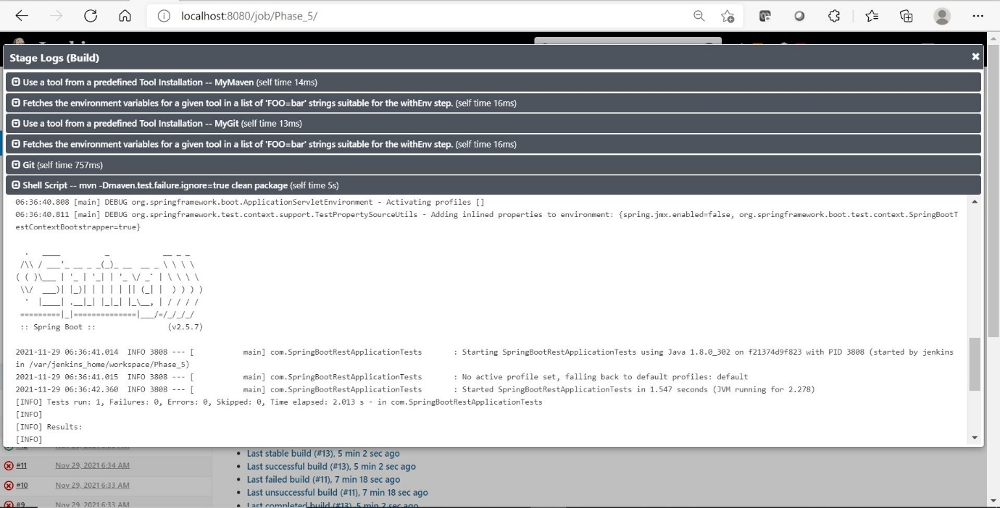 localhost:8080/job/Phase_5/
Stage Logs (Build)
Use a tool from a predefined Tool Installation -- MyMaven (self time 14ms)
Fetches the environment variables for a given tool in a list of 'FOO=bar' strings suitable for the withEnv step. (self time 16ms)
Use a tool from a predefined Tool Installation -- MyGit (self time 13ms)
Fetches the environment variables for a given tool in a list of 'FOO=bar' strings suitable for the withEnv step. (self time 16ms)
Git (self time 757ms)
Shell Script -- mvn -Dmaven.test.failure.ignore=true clean package (self time 5s)
06:36:40.808 [main] DEBUG org.springframework.boot.ApplicationServletEnvironment - Activating profiles []
06:36:40.811 [main] DEBUG org.springframework.test.context.support.TestPropertySourceUtils - Adding inlined properties to environment: {spring.jmx.enabled=false, org.springframework.boot.test.context.SpringBootT
estContextBootstrapper=true}
:: Spring Boot :: (v2.5.7)
2021-11-29 06:36:41.014 INFO 3808 --- [ main] com.SpringBootRestApplicationTests : Starting SpringBootRestApplicationTests using Java 1.8.0_302 on f21374d9f823 with PID 3808 (started by jenkins
in /var/jenkins_home/workspace/Phase_5)
2021-11-29 06:36:41.015 INFO 3808 --- [ main] com.SpringBootRestApplicationTests : No active profile set, falling back to default profiles: default
2021-11-29 06:36:42.360 INFO 3808 --- [ main] com.SpringBootRestApplicationTests : Started SpringBootRestApplicationTests in 1.547 seconds (JVM running for 2.278)
[INFO] Tests run: 1, Failures: 0, Errors: 0, Skipped: 0, Time elapsed: 2.013 s - in com.SpringBootRestApplicationTests
[INFO]
[INFO] Results:
[INFO]
Last stable build (#13), 5 min 2 sec ago
#11 Nov 29, 2021 6:34 AM
Last successful build (#13), 5 min 2 sec ago
Last failed build (#11), 7 min 18 sec ago
#10 Nov 29, 2021 6:33 AM
Last unsuccessful build (#11), 7 min 18 sec ago
#9 Nov 29, 2021 6:33 AM
Last completed build (#13), 5 min 2 sec ago